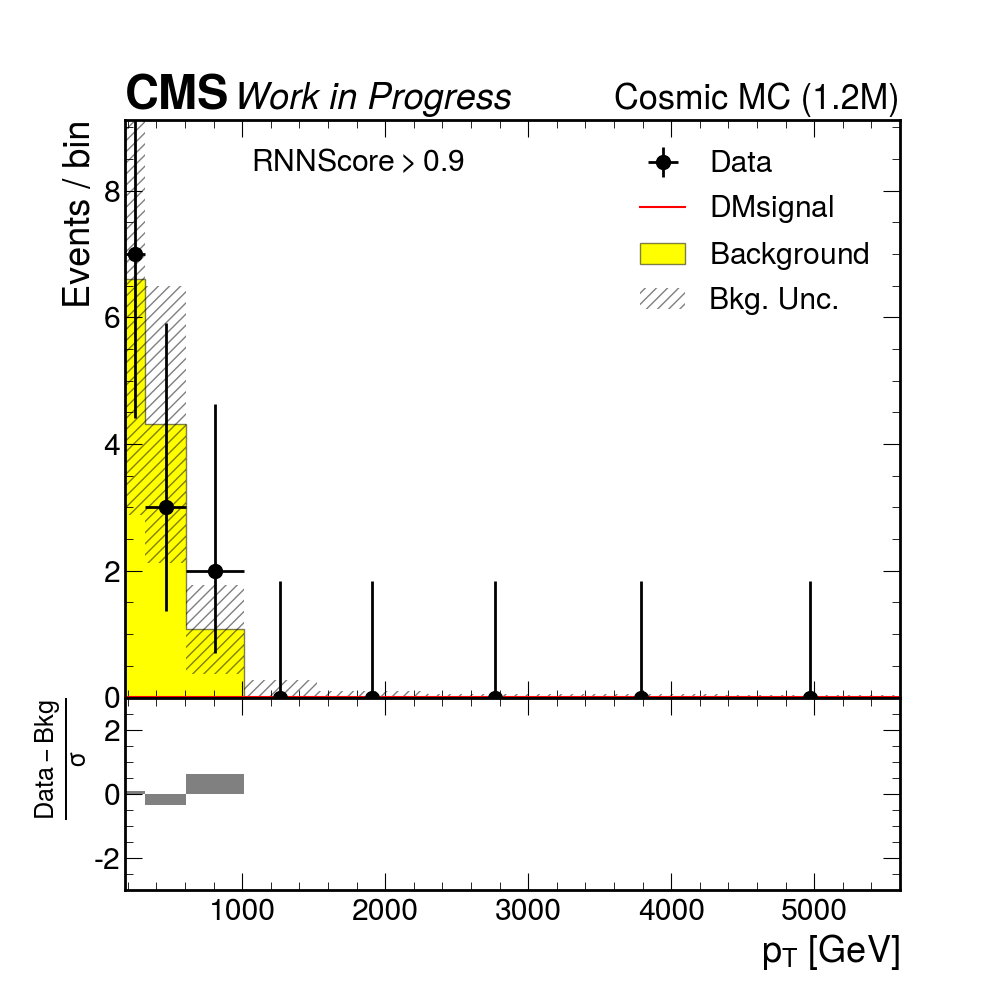 CMS Work in Progress Cosmic MC (1.2M)
Events / bin
RNNScore > 0.9
Data
DMsignal
Background
Bkg. Unc.
8
6
4
2
0
Data – Bkg
σ
2
0
-2
1000 2000 3000 4000 5000
pT [GeV]